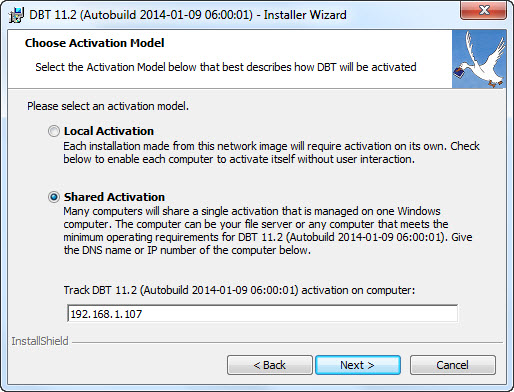 DBT 11.2 (Autobuild 2014-01-09 06:00:01) - Installer Wizard
Choose Activation Model
Select the Activation Model below that best describes how DBT will be activated
Please select an activation model.
Local Activation
Each installation made from this network image will require activation on its own. Check
below to enable each computer to activate itself without user interaction.
Shared Activation
Many computers will share a single activation that is managed on one Windows
computer. The computer can be your file server or any computer that meets the
minimum operating requirements for DBT 11.2 (Autobuild 2014-01-09 06:00:01). Give
the DNS name or IP number of the computer below.
Track DBT 11.2 (Autobuild 2014-01-09 06:00:01) activation on computer:
192.168.1.107
InstallShield
< Back Next > Cancel